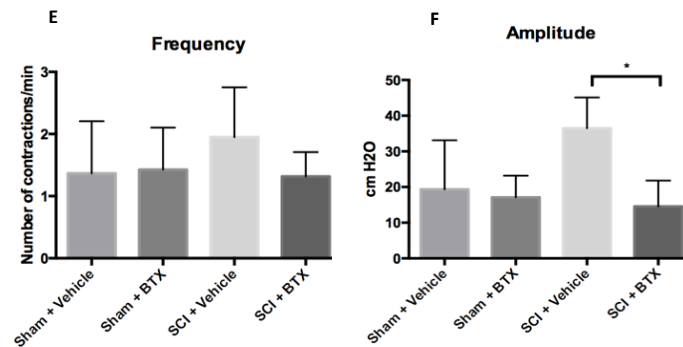 E
Frequency
Number of contractions/min
3
2
1
0
Sham + Vehicle
Sham + BTX
SCI + Vehicle
SCI + BTX
F
Amplitude
cm H2O
50
40
30
20
10
0
*
Sham + Vehicle
Sham + BTX
SCI + Vehicle
SCI + BTX